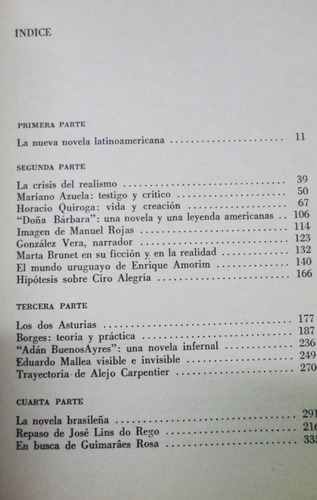 ÍNDICE
PRIMERA PARTE
La nueva novela latinoamericana .................. 11
SEGUNDA PARTE
La crisis del realismo .................. 39
Mariano Azuela: testigo y crítico .................. 50
Horacio Quiroga: vida y creación .................. 67
"Doña Bárbara": una novela y una leyenda americanas .. 106
Imagen de Manuel Rojas .................. 114
González Vera, narrador .................. 123
Marta Brunet en su ficción y en la realidad .................. 132
El mundo uruguayo de Enrique Amorim .................. 140
Hipótesis sobre Ciro Alegría .................. 166
TERCERA PARTE
Los dos Asturias .................. 177
Borges: teoría y práctica .................. 187
"Adán BuenosAyres": una novela infernal .................. 236
Eduardo Mallea visible e invisible .................. 249
Trayectoria de Alejo Carpentier .................. 270
CUARTA PARTE
La novela brasileña .................. 291
Repaso de José Lins do Rego .................. 216
En busca de Guimarães Rosa .................. 335